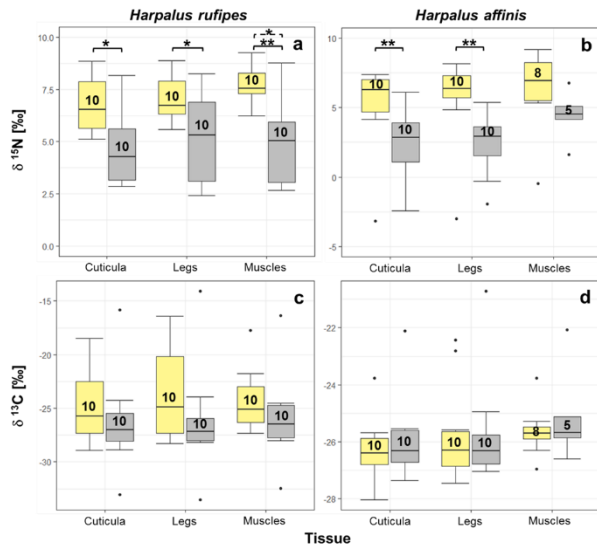 Harpalus rufipes Harpalus affinis
δ 15N [‰]
10.0
7.5
5.0
2.5
0.0
* * * **
a
10 10 10 10 10 10
Cuticula Legs Muscles
10
5
0
-5
** **
b
10 10 10 10 8 5
Cuticula Legs Muscles
δ 13C [‰]
-15
-20
-25
-30
c
10 10 10 10 10 10
Cuticula Legs Muscles
-22
-24
-26
-28
d
10 10 10 10 8 5
Cuticula Legs Muscles
Tissue